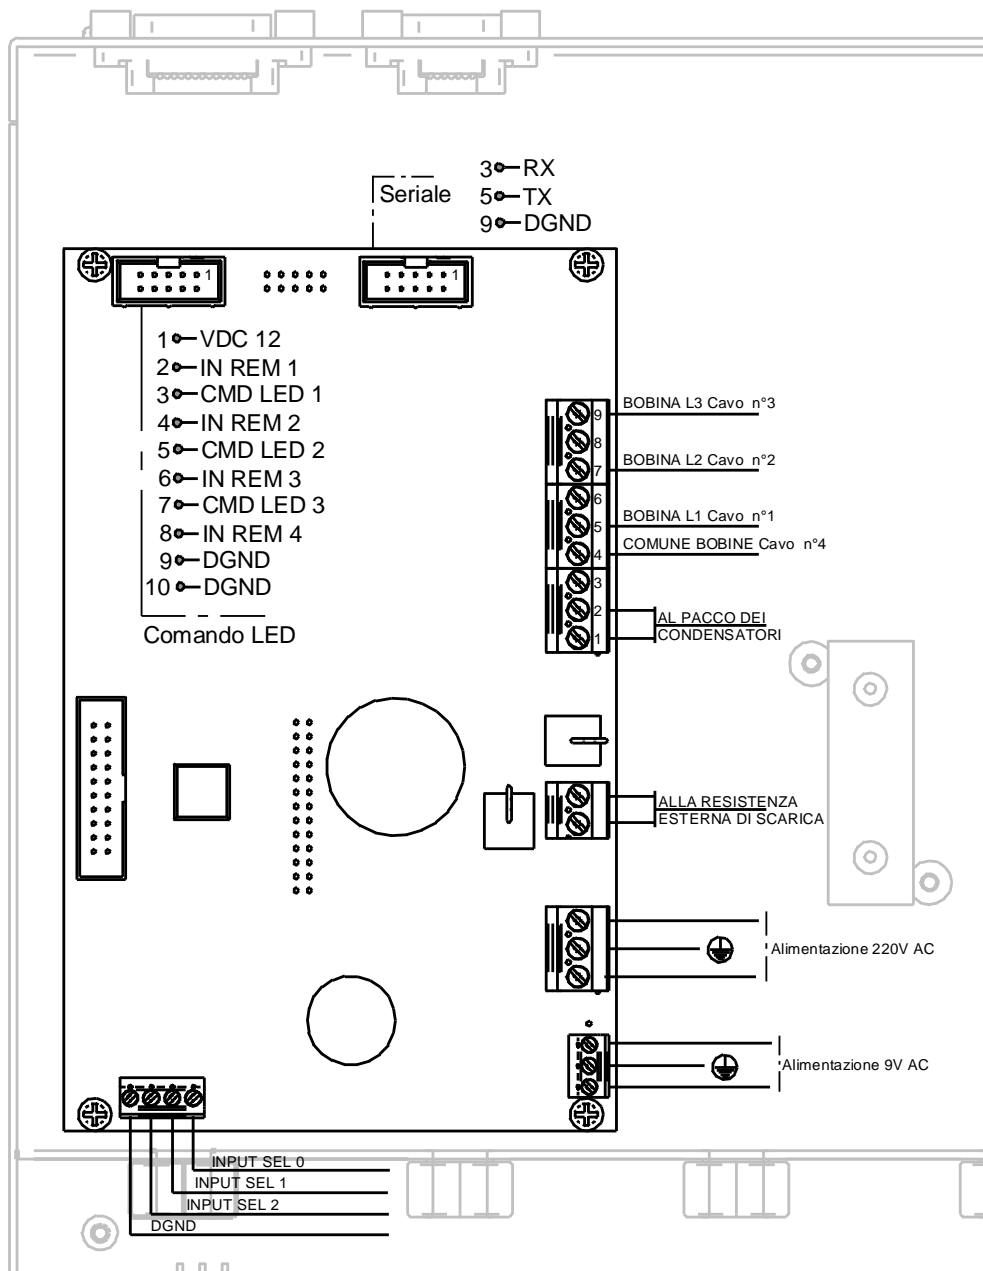 3 RX
Seriale
5 TX
9 DGND
1
1
1 VDC 12
2 IN REM 1
3 CMD LED 1
4 IN REM 2
5 CMD LED 2
6 IN REM 3
7 CMD LED 3
8 IN REM 4
9 DGND
10 DGND
Comando LED
9 BOBINA L3 Cavo n°3
8
7 BOBINA L2 Cavo n°2
6
5 BOBINA L1 Cavo n°1
4 COMUNE BOBINE Cavo n°4
3
2 AL PACCO DEI
1 CONDENSATORI
ALLA RESISTENZA
ESTERNA DI SCARICA
Alimentazione 220V AC
Alimentazione 9V AC
INPUT SEL 0
INPUT SEL 1
INPUT SEL 2
DGND